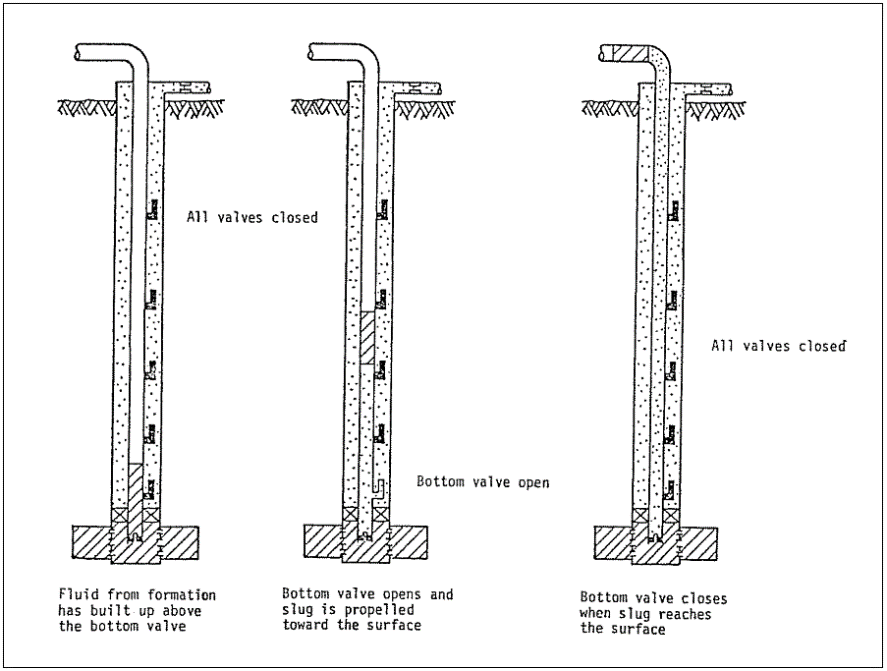 All valves closed
All valves closed
Bottom valve open
Fluid from formation
has built up above
the bottom valve
Bottom valve opens and
slug is propelled
toward the surface
Bottom valve closes
when slug reaches
the surface